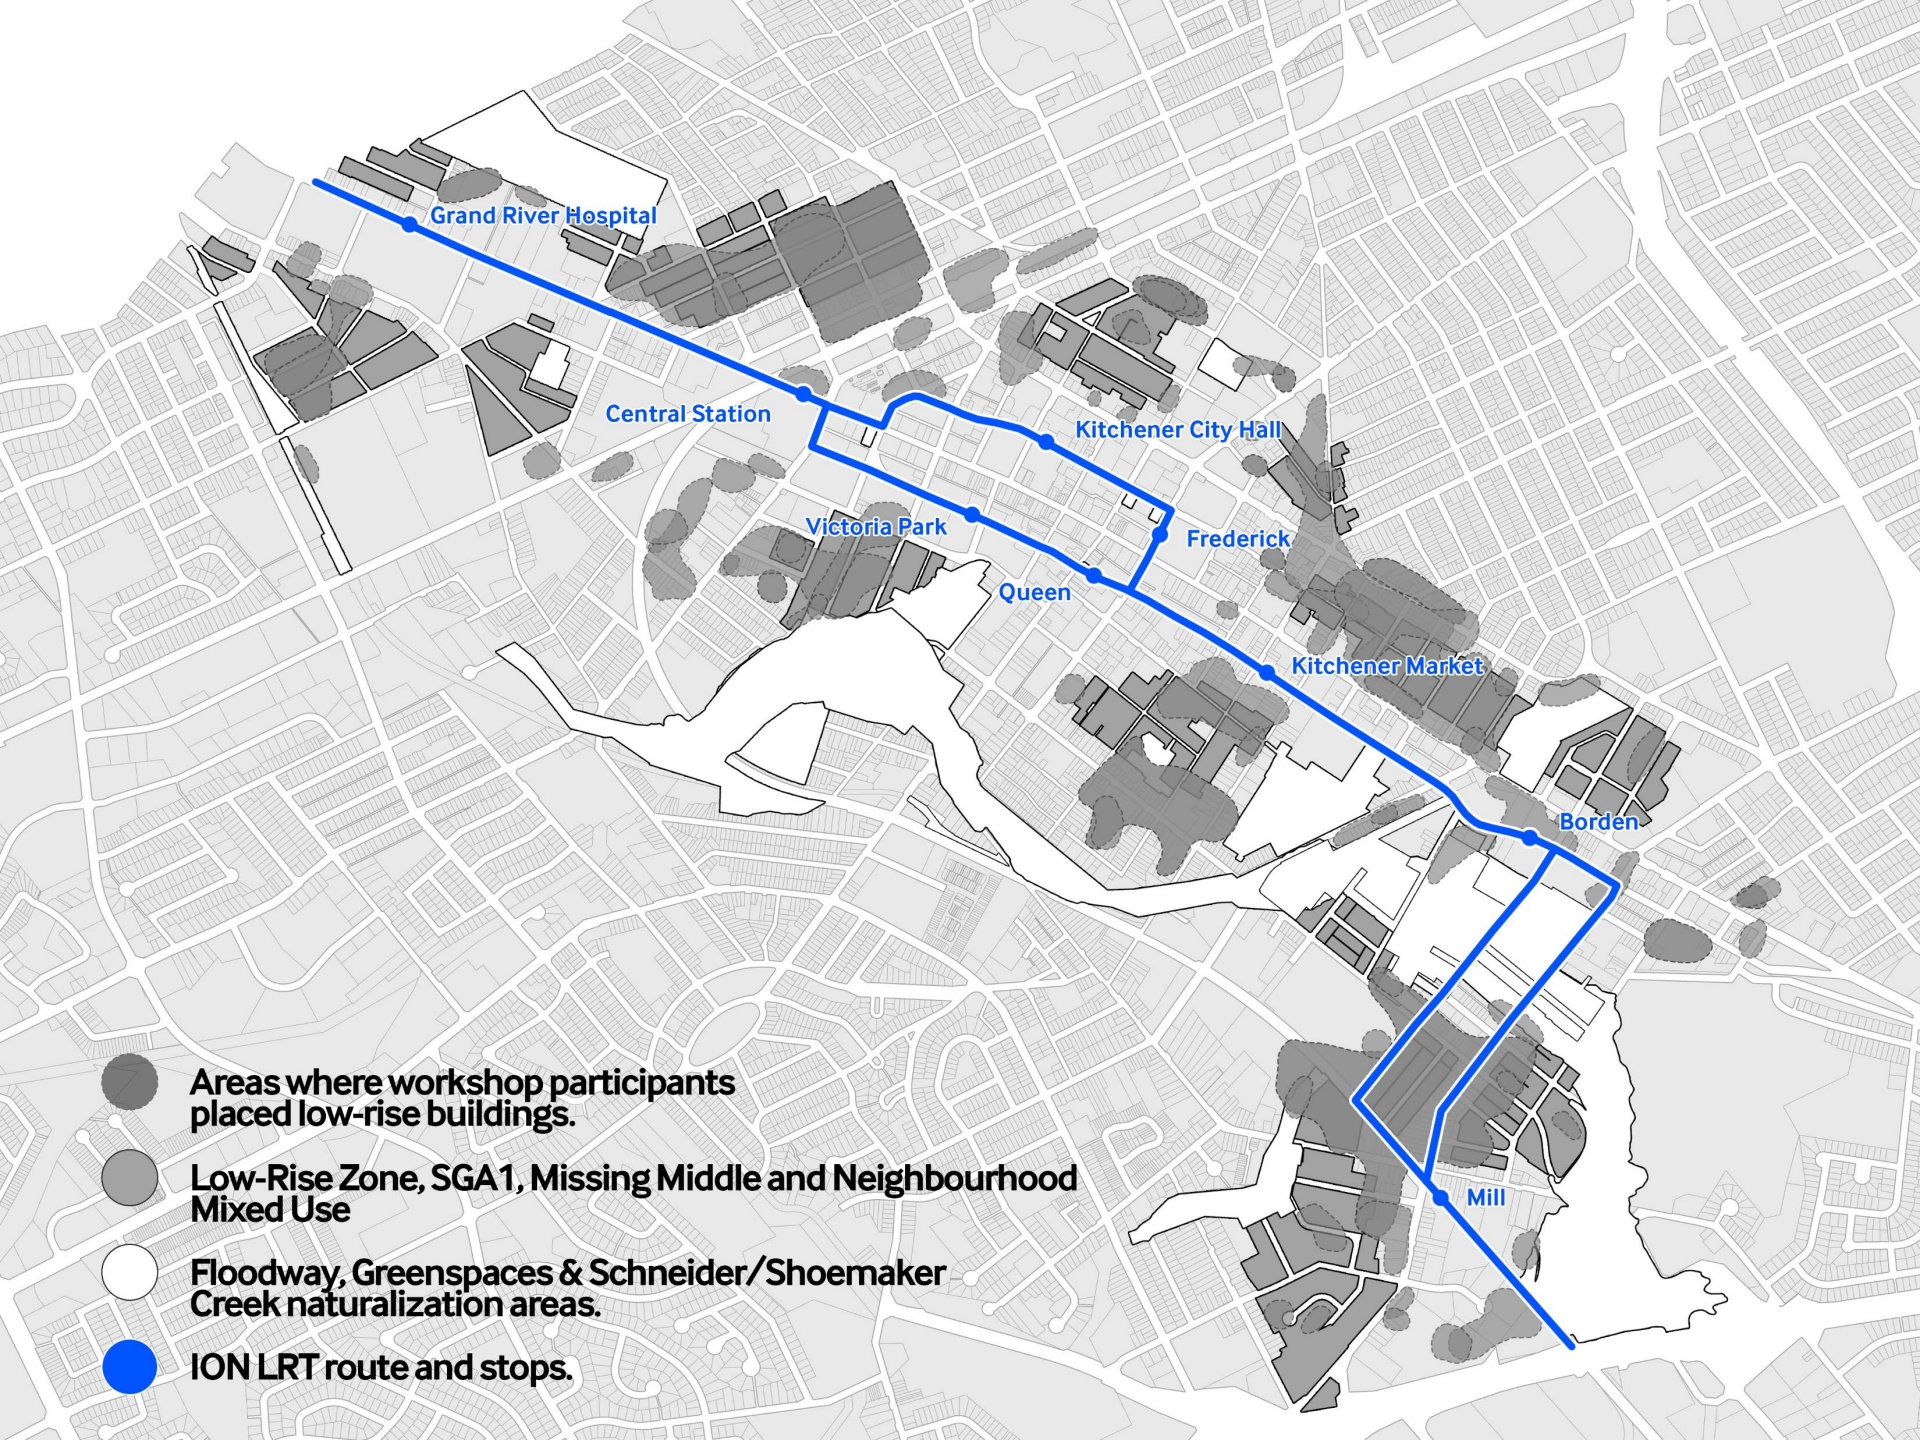 Grand River Hospital
Central Station
Kitchener City Hall
Victoria Park
Frederick
Queen
Kitchener Market
Borden
Mill
Areas where workshop participants
placed low-rise buildings.
Low-Rise Zone, SGA1, Missing Middle and Neighbourhood
Mixed Use
Floodway, Greenspaces & Schneider/Shoemaker
Creek naturalization areas.
ION LRT route and stops.